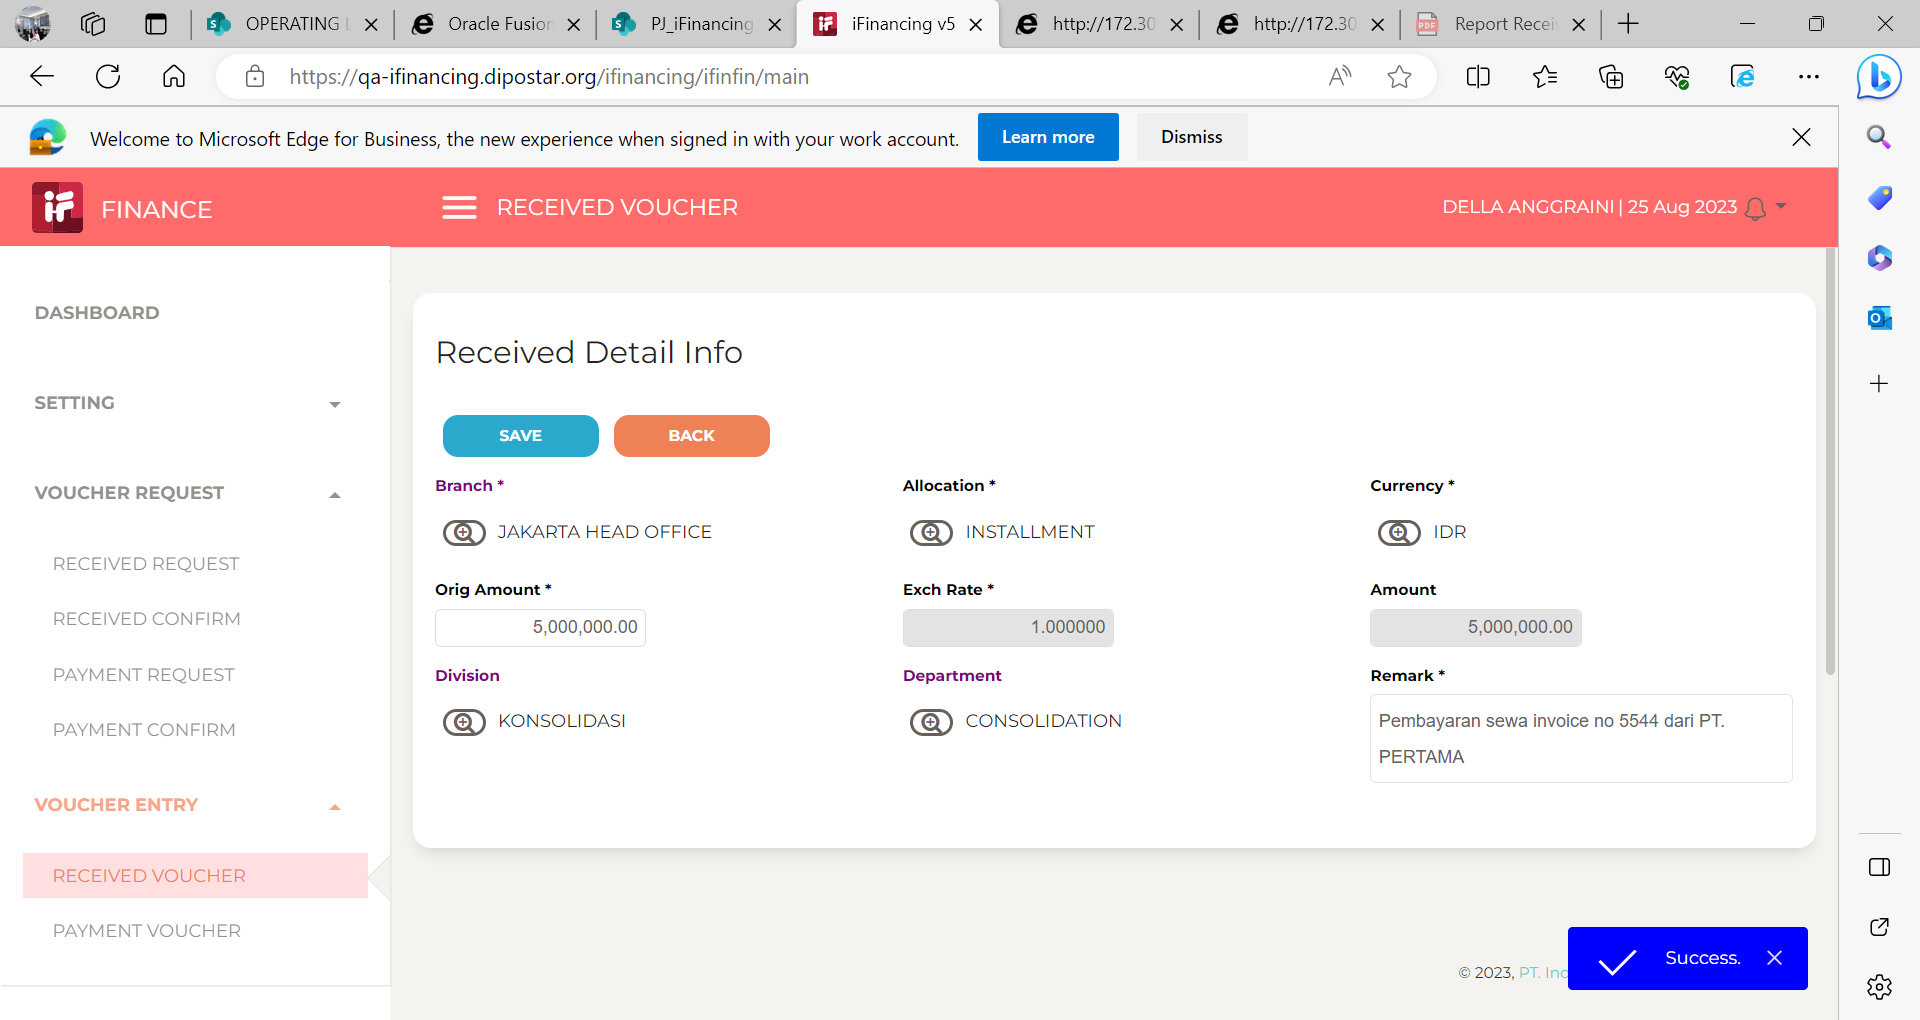 OPERATING L
Oracle Fusion
PJ_iFinancing
iFinancing v5
http://172.30
http://172.30
Report Recei
https://qa-ifinancing.dipostar.org/ifinancing/ifinfin/main
Welcome to Microsoft Edge for Business, the new experience when signed in with your work account.
Learn more
Dismiss
iF FINANCE
RECEIVED VOUCHER
DELLA ANGGRAINI | 25 Aug 2023
DASHBOARD
SETTING
VOUCHER REQUEST
RECEIVED REQUEST
RECEIVED CONFIRM
PAYMENT REQUEST
PAYMENT CONFIRM
VOUCHER ENTRY
RECEIVED VOUCHER
PAYMENT VOUCHER
Received Detail Info
SAVE
BACK
Branch *
Allocation *
Currency *
JAKARTA HEAD OFFICE
INSTALLMENT
IDR
Orig Amount *
Exch Rate *
Amount
5,000,000.00
1.000000
5,000,000.00
Division
Department
Remark *
KONSOLIDASI
CONSOLIDATION
Pembayaran sewa invoice no 5544 dari PT.
PERTAMA
© 2023, PT. Ino
Success.